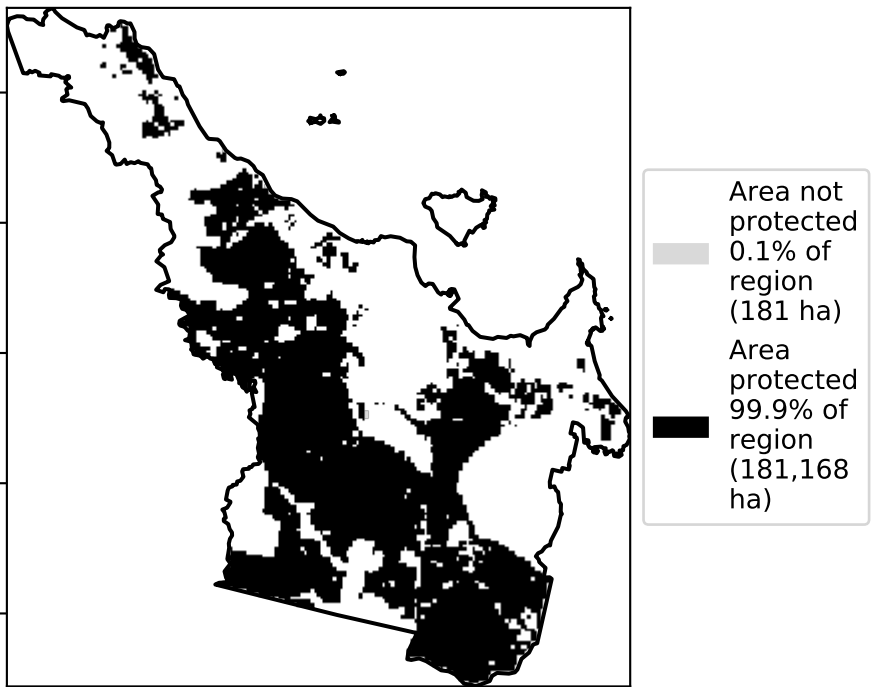 Area not
protected
0.1% of
region
(181 ha)
Area
protected
99.9% of
region
(181,168
ha)